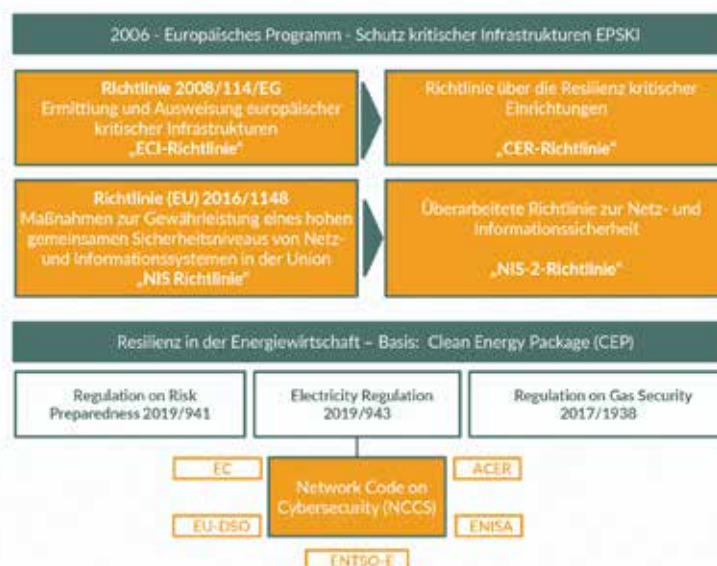 2006 - Europäisches Programm - Schutz kritischer Infrastrukturen EPSKI
Richtlinie 2008/114/EG
Ermittlung und Ausweisung europäischer
kritischer Infrastrukturen
„ECI-Richtlinie“
Richtlinie über die Resilienz kritischer
Einrichtungen
„CER-Richtlinie“
Richtlinie (EU) 2016/1148
Maßnahmen zur Gewährleistung eines hohen
gemeinsamen Sicherheitsniveaus von Netz-
und Informationssystemen in der Union
„NIS Richtlinie“
Überarbeitete Richtlinie zur Netz- und
Informationssicherheit
„NIS-2-Richtlinie“
Resilienz in der Energiewirtschaft – Basis: Clean Energy Package (CEP)
Regulation on Risk
Preparedness 2019/941
Electricity Regulation
2019/943
Regulation on Gas Security
2017/1938
EC
ACER
Network Code on
Cybersecurity (NCCS)
EU-DSO
ENISA
ENTSO-E